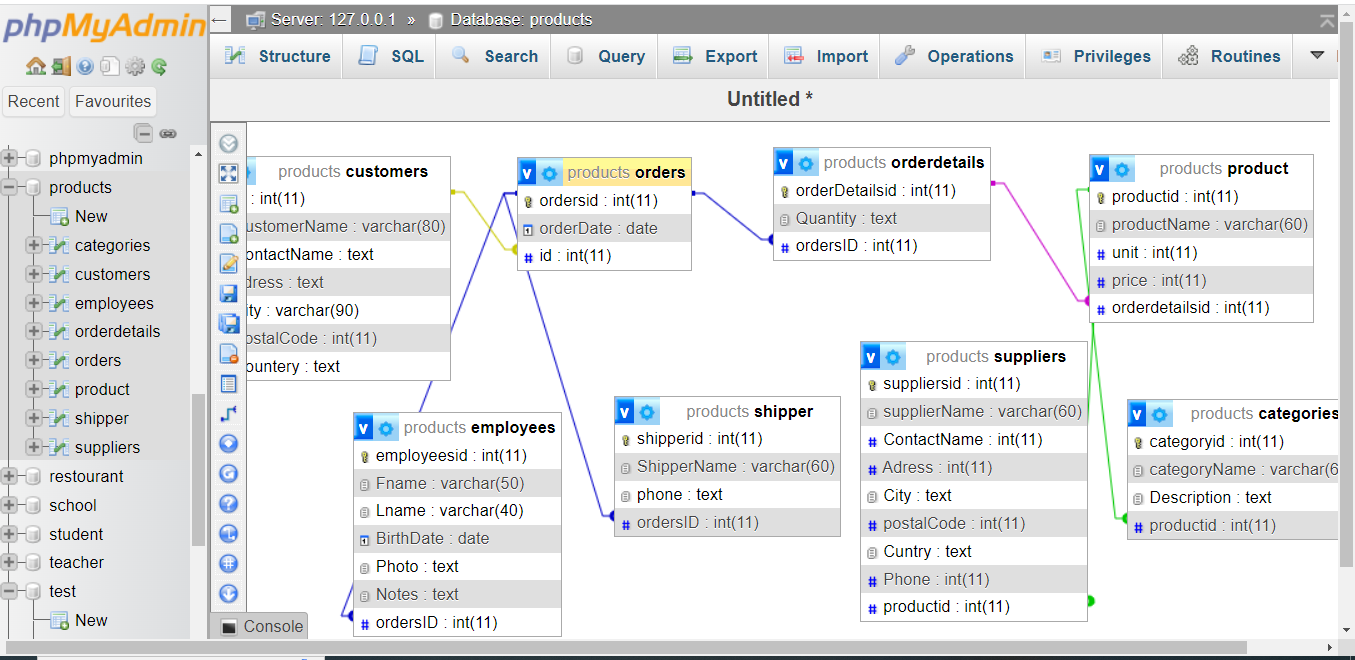 phpMyAdmin
Recent
Favourites
phpmyadmin
products
New
categories
customers
employees
orderdetails
orders
product
shipper
suppliers
restourant
school
student
teacher
test
New
← Server: 127.0.0.1 » Database: products
Structure SQL Search Query Export Import Operations Privileges Routines
Untitled *
products customers
: int(11)
ustomerName : varchar(80)
ontactName : text
dress : text
ity : varchar(90)
ostalCode : int(11)
ountery : text
v products orders
ordersid : int(11)
orderDate : date
# id : int(11)
v products orderdetails
orderDetailsid : int(11)
Quantity : text
# ordersID : int(11)
v products product
productid : int(11)
productName : varchar(60)
# unit : int(11)
# price : int(11)
# orderdetailsid : int(11)
v products employees
employeesid : int(11)
Fname : varchar(50)
Lname : varchar(40)
BirthDate : date
Photo : text
Notes : text
# ordersID : int(11)
v products shipper
shipperid : int(11)
ShipperName : varchar(60)
phone : text
# ordersID : int(11)
v products suppliers
suppliersid : int(11)
supplierName : varchar(60)
# ContactName : int(11)
# Adress : int(11)
City : text
# postalCode : int(11)
Cuntry : text
# Phone : int(11)
# productid : int(11)
v products categories
categoryid : int(11)
categoryName : varchar(6
Description : text
# productid : int(11)
Console